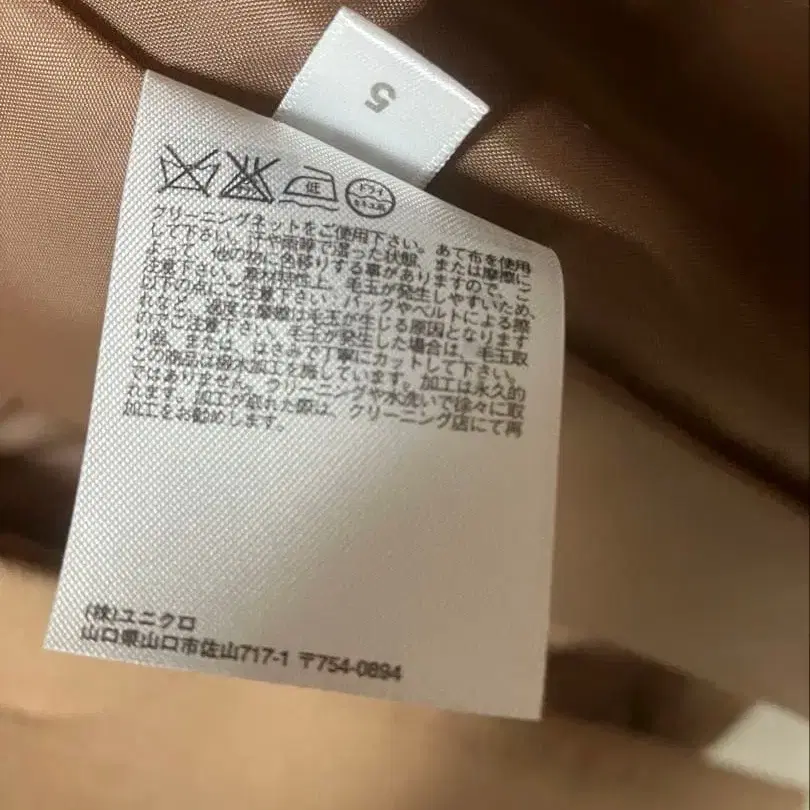 5
低
ドライ
セキユ系
クリーニングネットをご使用下さい。あて布を使用
して下さい。汗や雨等で湿った状態、または摩擦に
よって、他の物に色移りする事がありますので、ご
注意下さい。素材特性上、毛玉が発生しやすいため、
以下の点にご注意下さい・バッグやベルトによる擦
れなど、過度な摩擦は毛玉が生じる原因となります
のでご注意下さい。毛玉が発生した場合は、毛玉取
り器、または、はさみで丁寧にカットして下さい。
この商品は撥水加工を施しています。加工は永久的
ではありません。クリーニングや水洗いで徐々に取
れます。加工が取れた際は、クリーニング店にて再
加工をお勧めします。
(株)ユニクロ
山口県山口市佐山717-1 〒754-0894